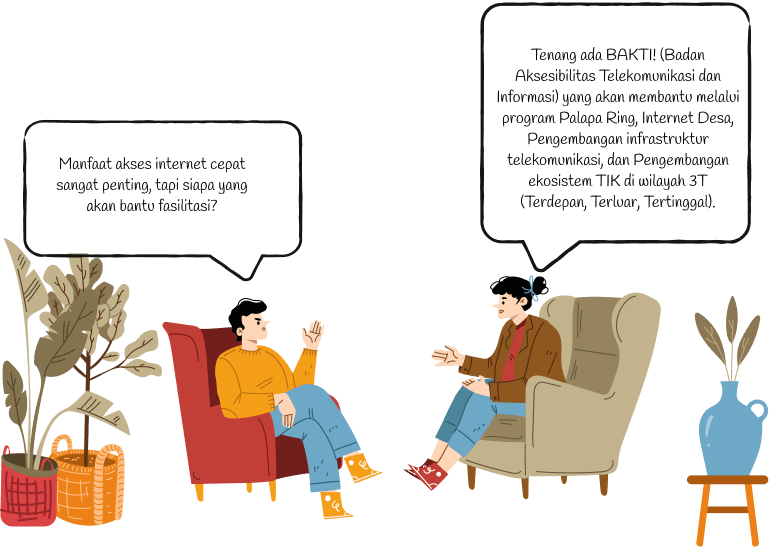 Manfaat akses internet cepat
sangat penting, tapi siapa yang
akan bantu fasilitasi?
Tenang ada BAKTI! (Badan
Aksesibilitas Telekomunikasi dan
Informasi) yang akan membantu melalui
program Palapa Ring, Internet Desa,
Pengembangan infrastruktur
telekomunikasi, dan Pengembangan
ekosistem TIK di wilayah 3T
(Terdepan, Terluar, Tertinggal).